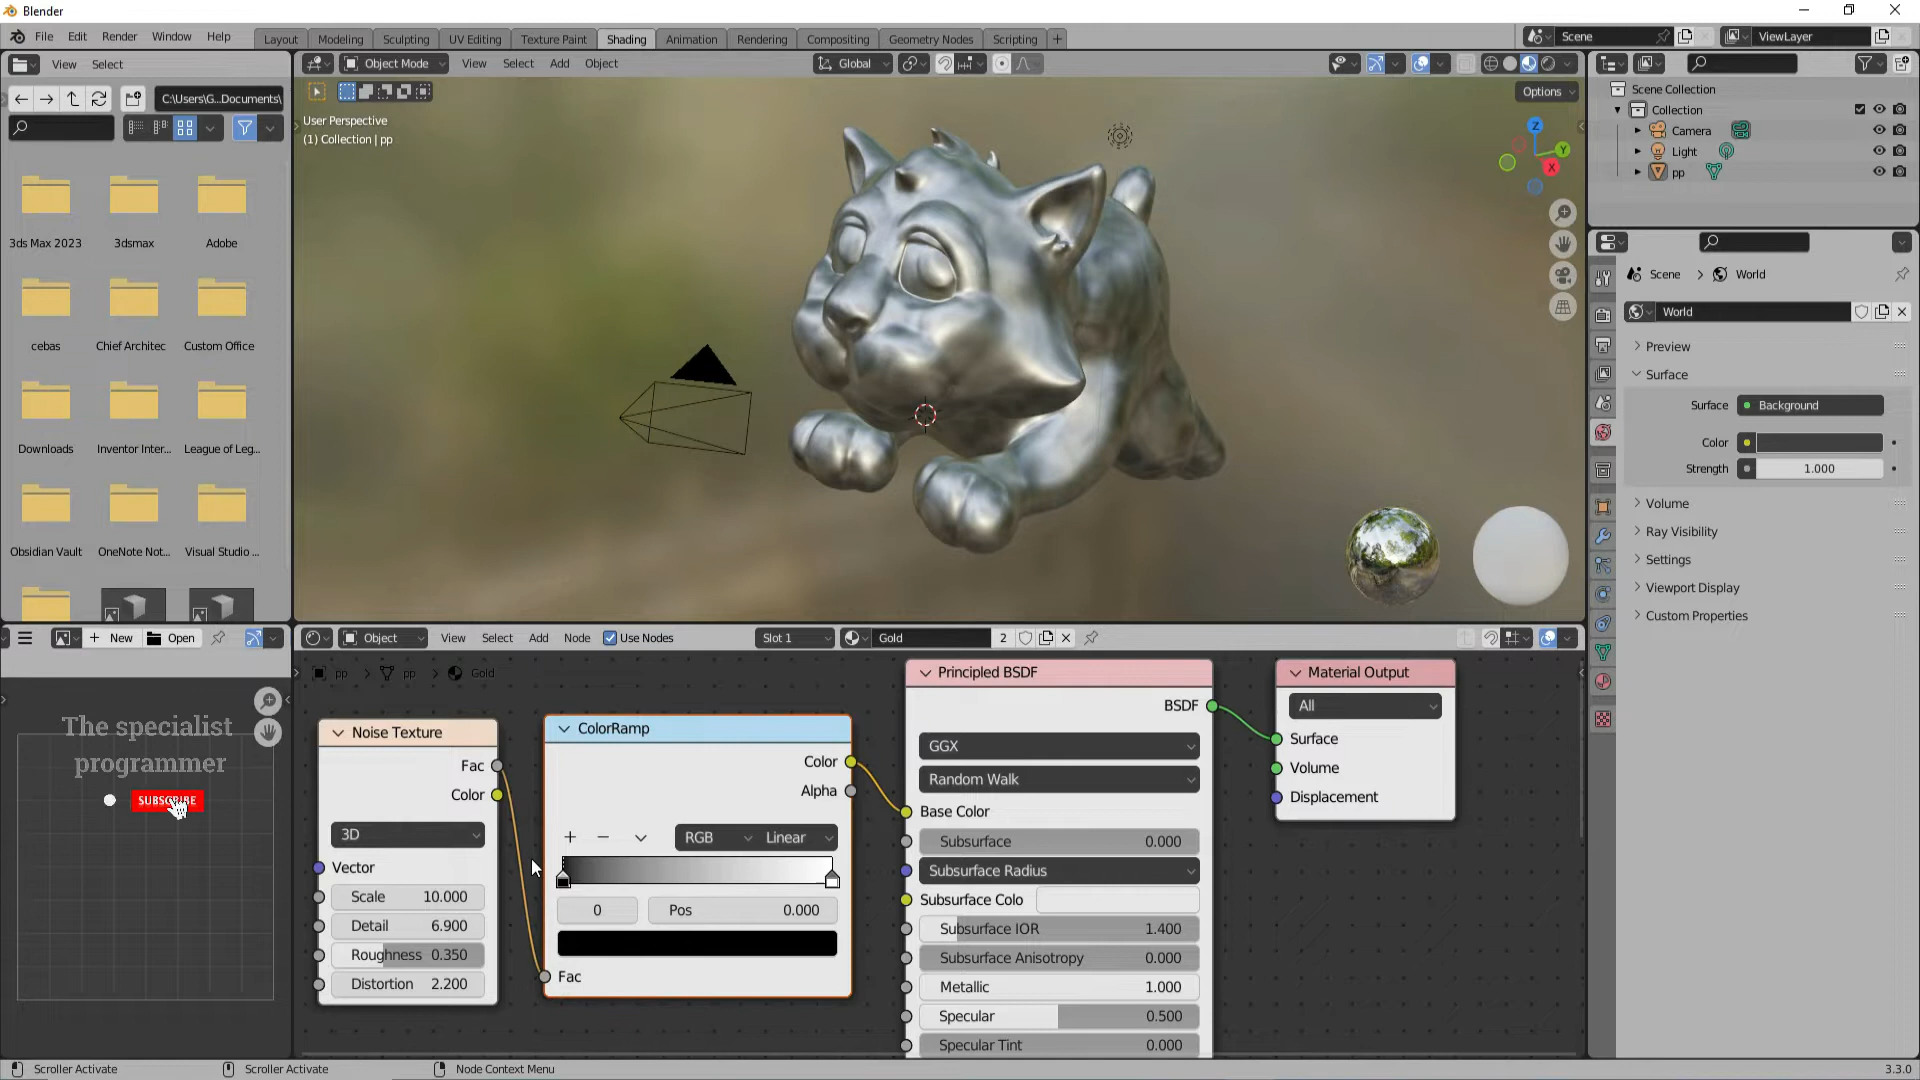 Blender
File Edit Render Window Help
Layout Modeling Sculpting UV Editing Texture Paint Shading Animation Rendering Compositing Geometry Nodes Scripting +
Scene
ViewLayer
View Select
Object Mode View Select Add Object
Global
C:\Users\G...Documents\
Options
User Perspective
(1) Collection | pp
Z
Y
X
3ds Max 2023 3dsmax Adobe
cebas Chief Architec Custom Office
Downloads Inventor Inter... League of Leg...
Obsidian Vault OneNote Not... Visual Studio ...
Scene Collection
Collection
Camera
Light
pp
Scene > World
World
Preview
Surface
Surface Background
Color
Strength 1.000
Volume
Ray Visibility
Settings
Viewport Display
Custom Properties
+ New Open
Object View Select Add Node Use Nodes Slot 1 Gold 2
pp > pp > Gold
The specialist
programmer
SUBSCRIBE
Noise Texture
Fac
Color
3D
Vector
Scale 10.000
Detail 6.900
Roughness 0.350
Distortion 2.200
ColorRamp
Color
Alpha
+ − RGB Linear
0 Pos 0.000
Fac
Principled BSDF
BSDF
GGX
Random Walk
Base Color
Subsurface 0.000
Subsurface Radius
Subsurface Colo
Subsurface IOR 1.400
Subsurface Anisotropy 0.000
Metallic 1.000
Specular 0.500
Specular Tint 0.000
Material Output
All
Surface
Volume
Displacement
Scroller Activate Scroller Activate Node Context Menu 3.3.0